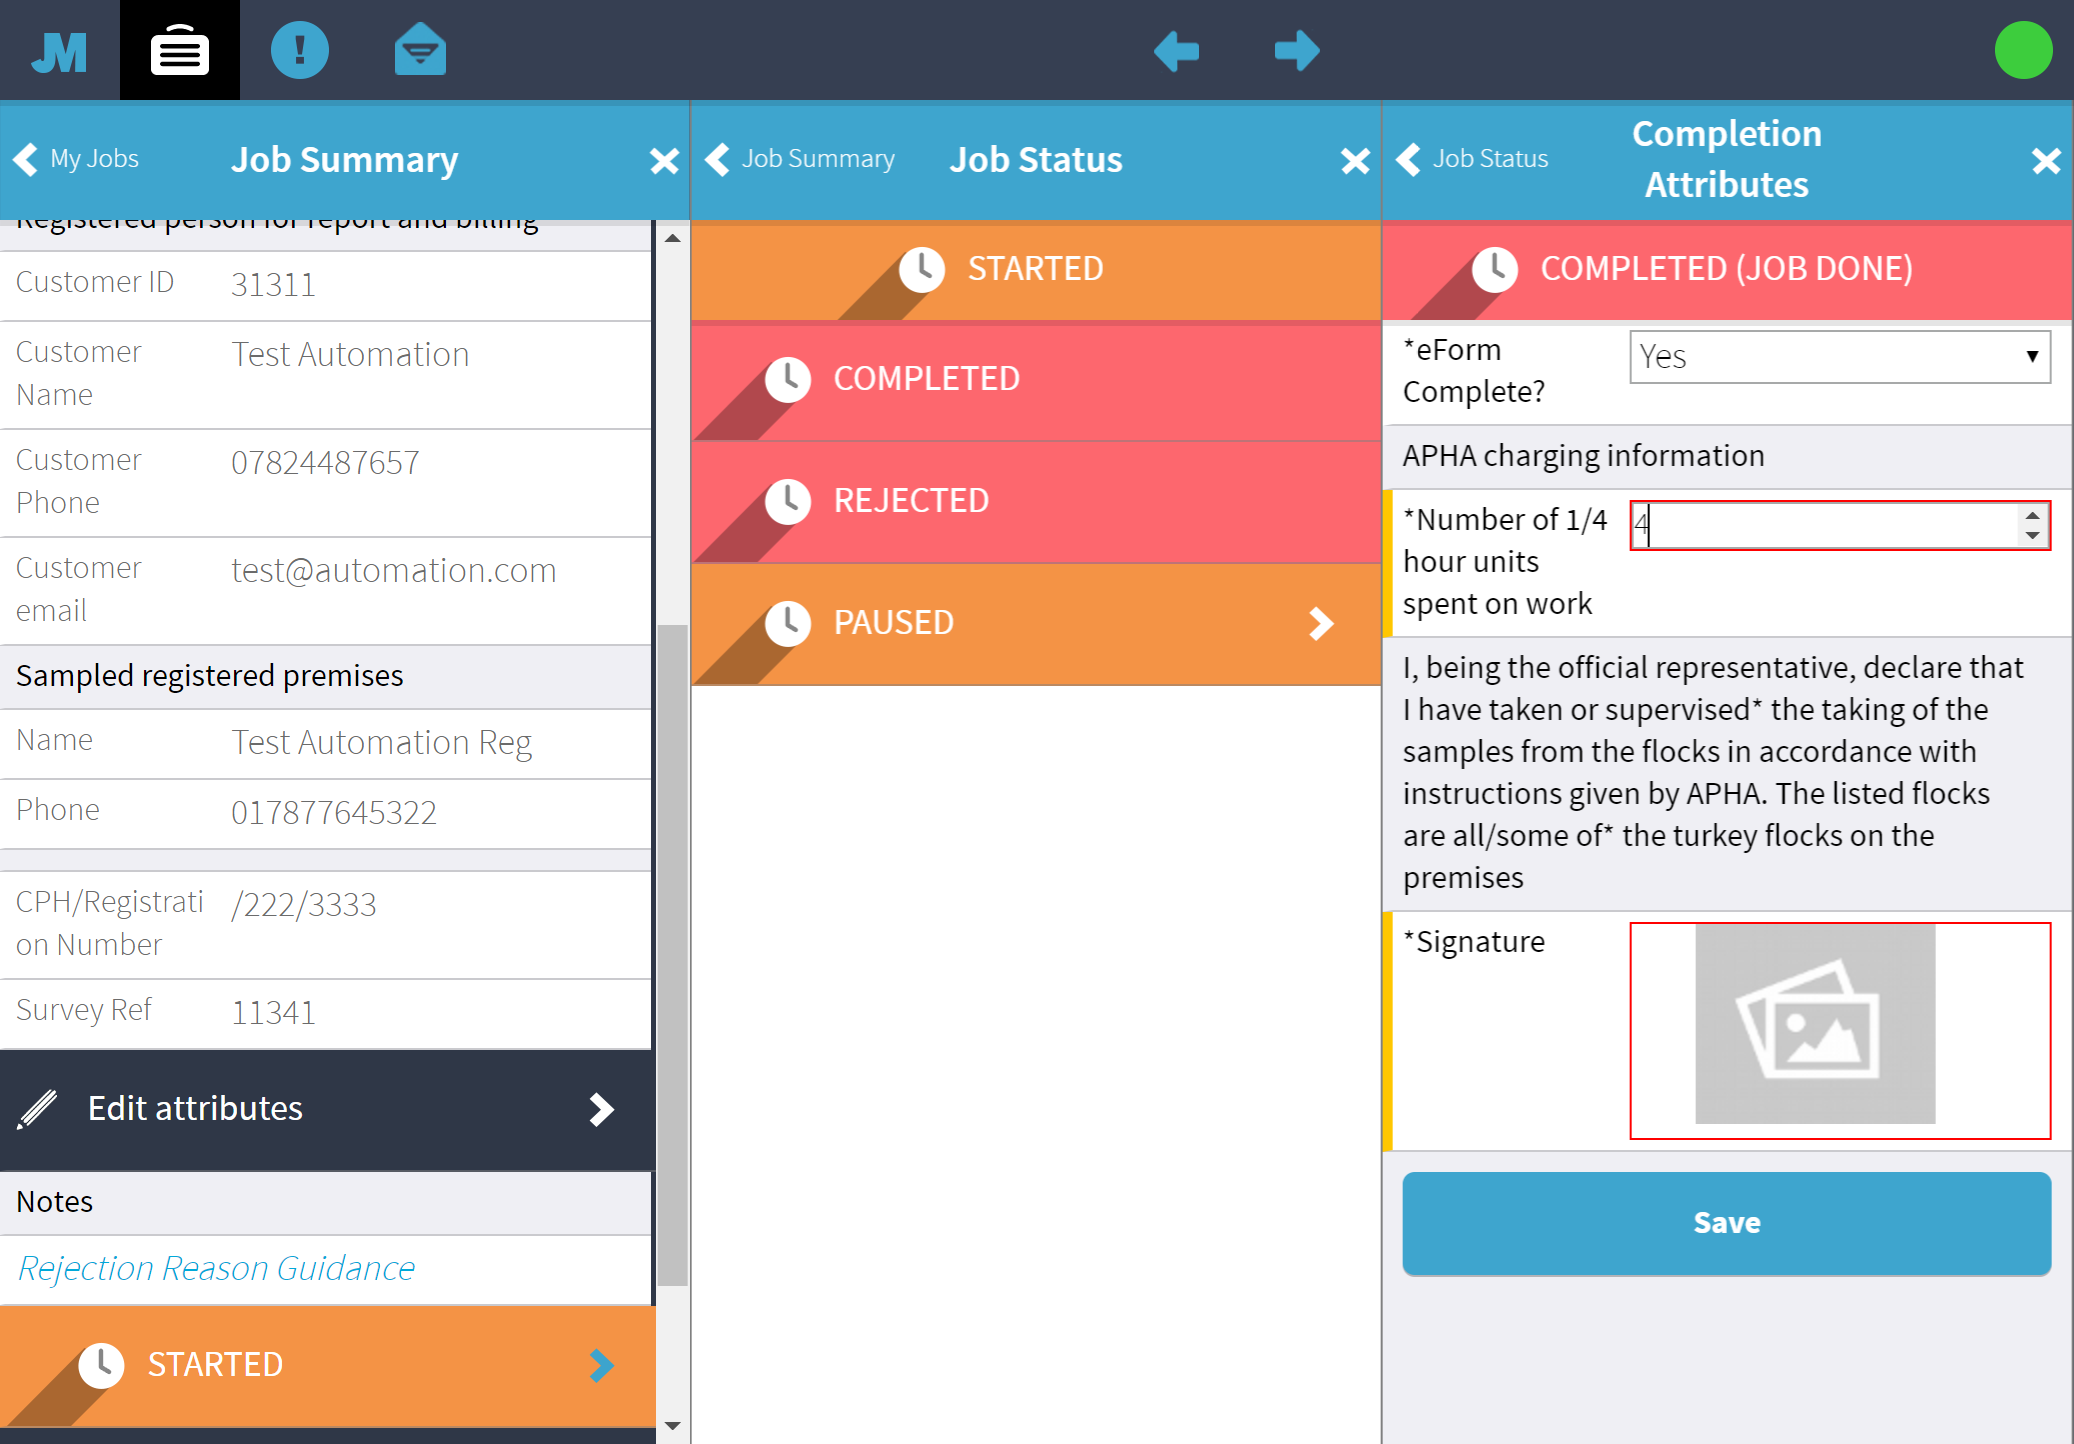 JM
My Jobs
Job Summary
Registered person for report and billing
Customer ID
31311
Customer Name
Test Automation
Customer Phone
07824487657
Customer email
test@automation.com
Sampled registered premises
Name
Test Automation Reg
Phone
017877645322
CPH/Registrati
on Number
/222/3333
Survey Ref
11341
Edit attributes
Notes
Rejection Reason Guidance
STARTED
Job Summary
Job Status
STARTED
COMPLETED
REJECTED
PAUSED
Job Status
Completion
Attributes
COMPLETED (JOB DONE)
*eForm
Complete?
Yes
APHA charging information
*Number of 1/4
hour units
spent on work
4
I, being the official representative, declare that
I have taken or supervised* the taking of the
samples from the flocks in accordance with
instructions given by APHA. The listed flocks
are all/some of* the turkey flocks on the
premises
*Signature
Save